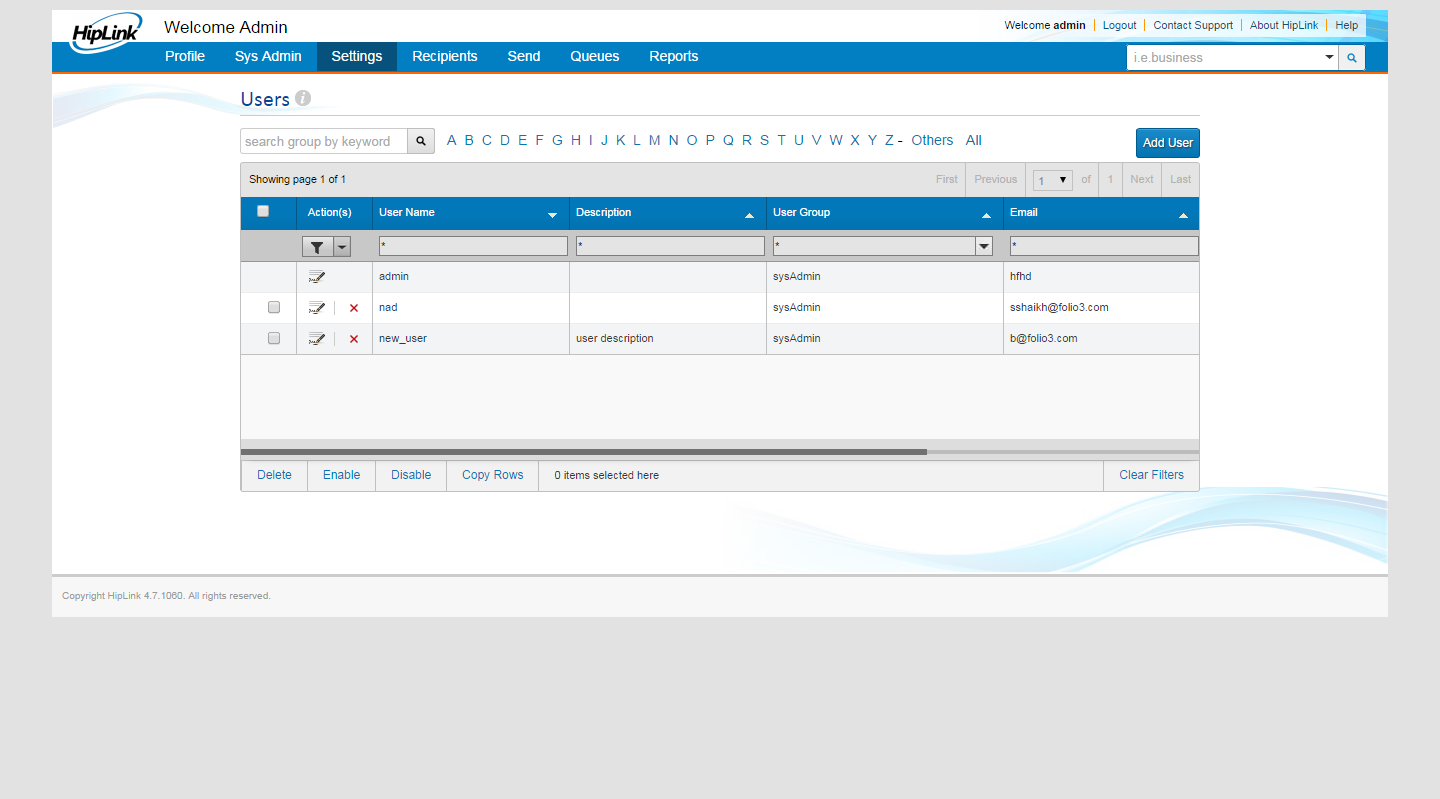 HipLink
Welcome Admin
Welcome admin Logout Contact Support About HipLink Help
Profile Sys Admin Settings Recipients Send Queues Reports i.e.business
Users
search group by keyword A B C D E F G H I J K L M N O P Q R S T U V W X Y Z - Others All Add User
Showing page 1 of 1 First Previous 1 of 1 Next Last
Action(s) User Name Description User Group Email
* * * *
admin sysAdmin hfhd
nad sysAdmin sshaikh@folio3.com
new_user user description sysAdmin b@folio3.com
Delete Enable Disable Copy Rows 0 items selected here Clear Filters
Copyright HipLink 4.7.1060. All rights reserved.